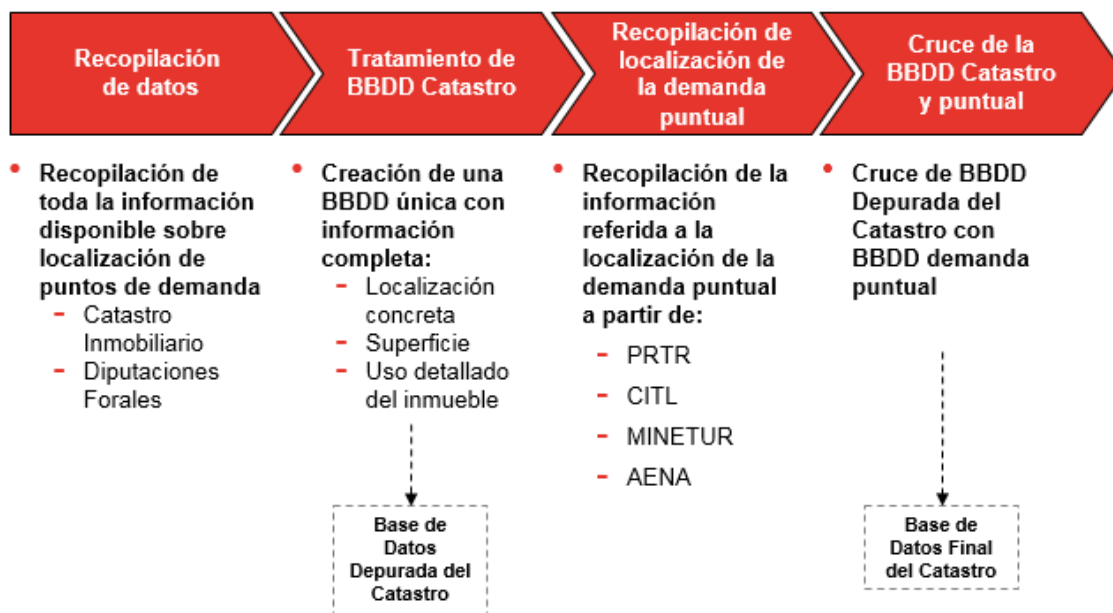 Recopilación
de datos
Tratamiento de
BBDD Catastro
Recopilación de
localización de
la demanda
puntual
Cruce de la
BBDD Catastro
y puntual
• Recopilación de
toda la información
disponible sobre
localización de
puntos de demanda
- Catastro
Inmobiliario
- Diputaciones
Forales
• Creación de una
BBDD única con
información
completa:
- Localización
concreta
- Superficie
- Uso detallado
del inmueble
Base de
Datos
Depurada del
Catastro
• Recopilación de la
información
referida a la
localización de la
demanda puntual
a partir de:
- PRTR
- CITL
- MINETUR
- AENA
• Cruce de BBDD
Depurada del
Catastro con
BBDD demanda
puntual
Base de
Datos Final
del Catastro